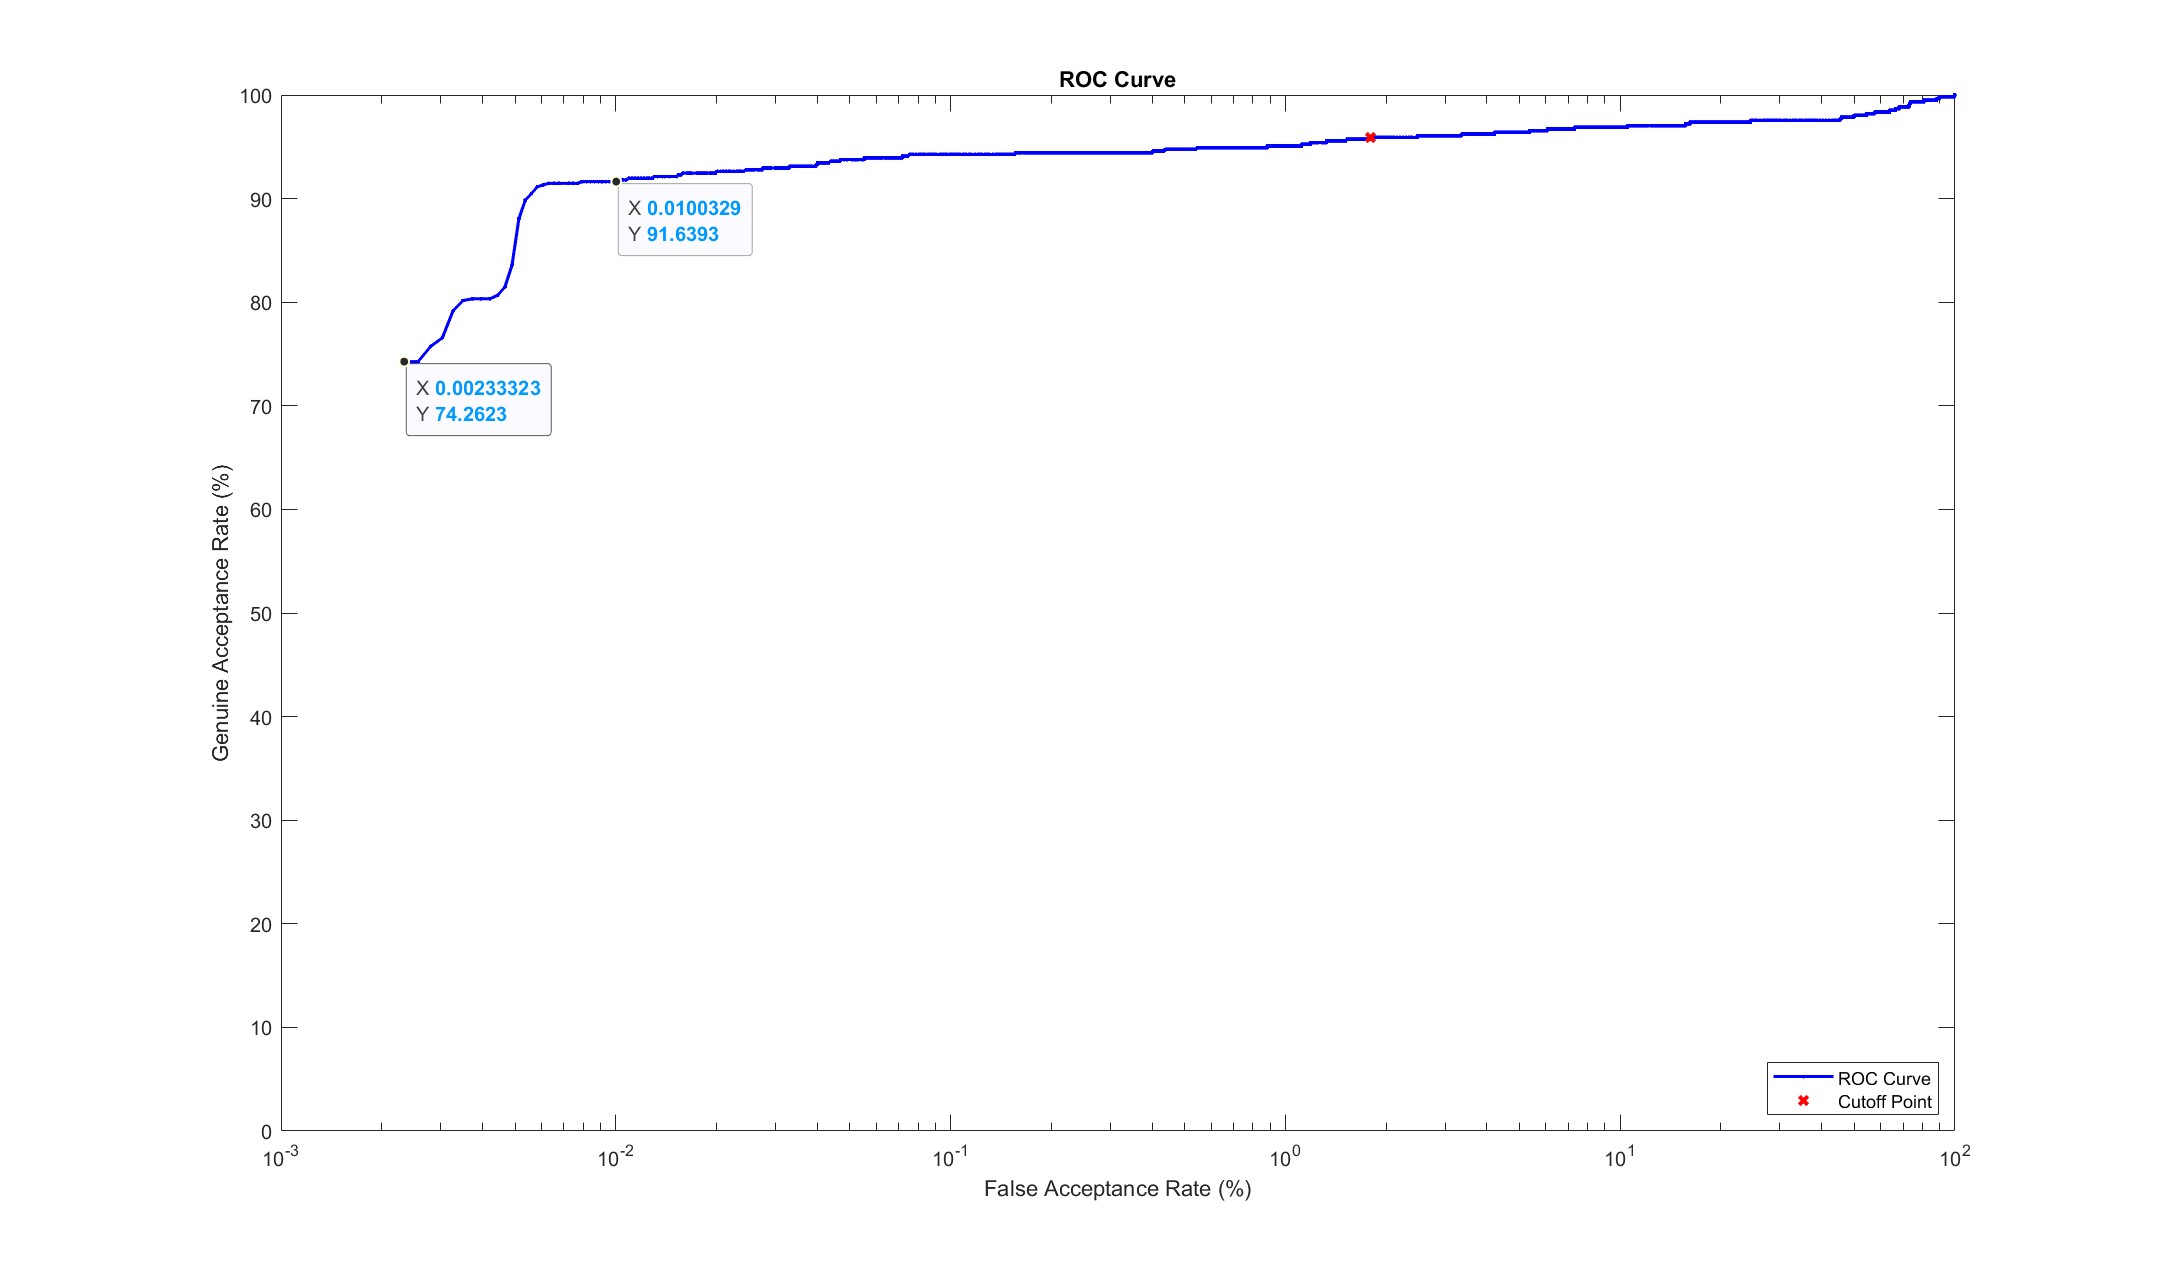 ROC Curve
100
90
80
70
60
50
40
30
20
10
0
Genuine Acceptance Rate (%)
X 0.0100329
Y 91.6393
X 0.00233323
Y 74.2623
ROC Curve
Cutoff Point
10-3 10-2 10-1 100 101 102
False Acceptance Rate (%)